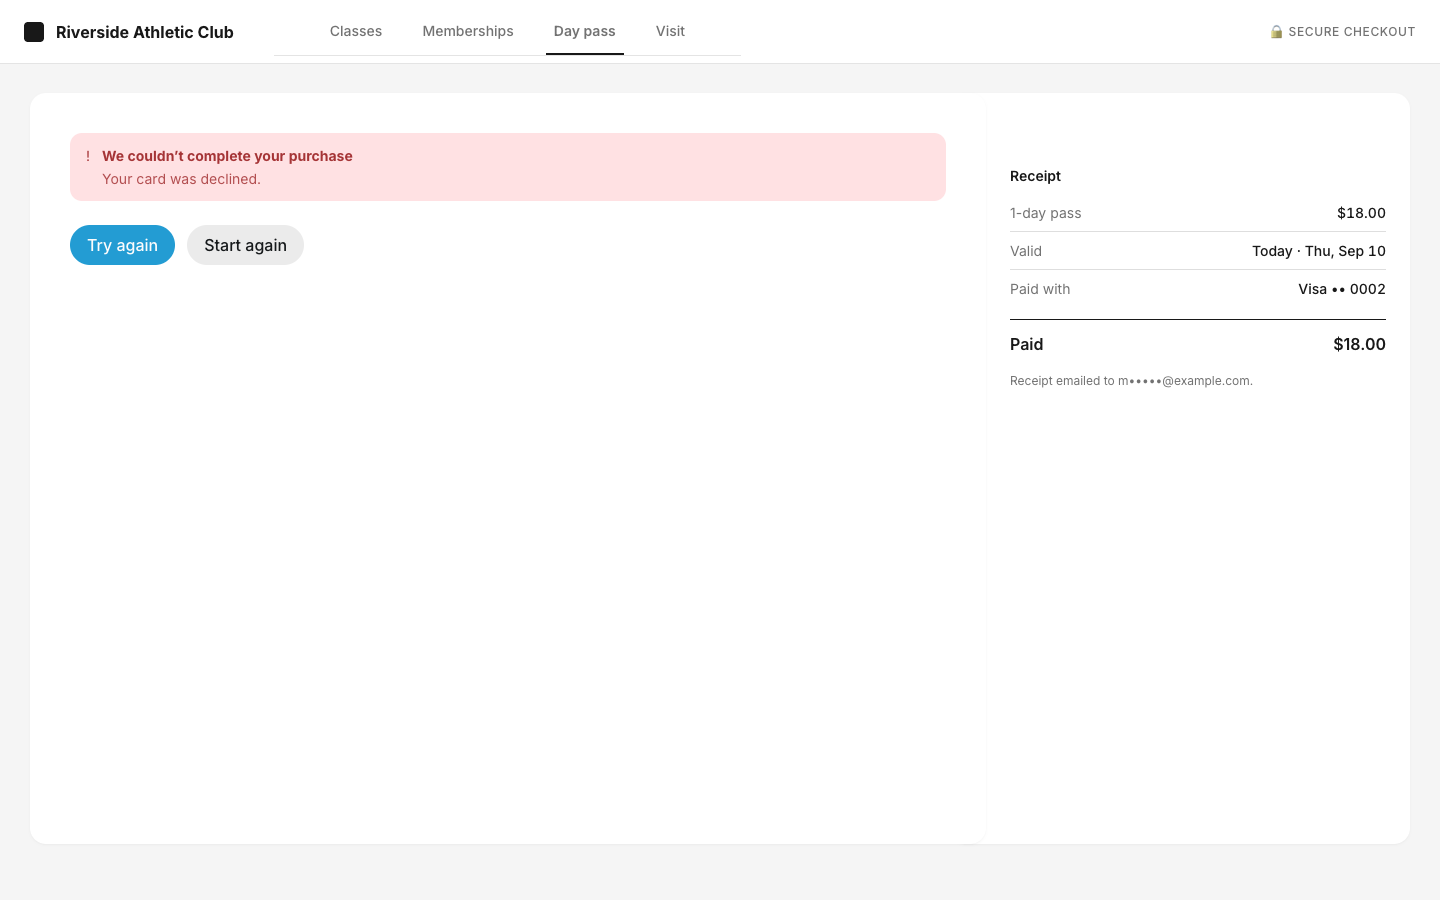 Riverside Athletic Club
Classes
Memberships
Day pass
Visit
🔒 SECURE CHECKOUT
! We couldn’t complete your purchase
Your card was declined.
Try again
Start again
Receipt
1-day pass $18.00
Valid Today · Thu, Sep 10
Paid with Visa •• 0002
Paid $18.00
Receipt emailed to m•••••@example.com.